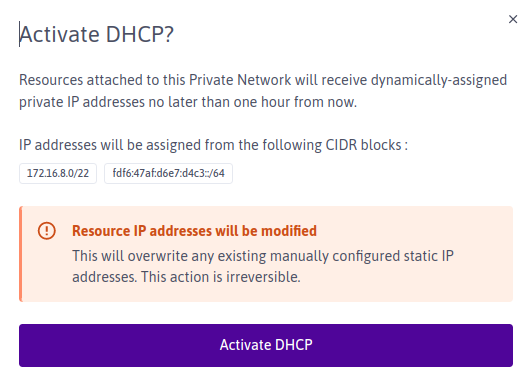 Activate DHCP?
Resources attached to this Private Network will receive dynamically-assigned
private IP addresses no later than one hour from now.
IP addresses will be assigned from the following CIDR blocks :
172.16.8.0/22 fdf6:47af:d6e7:d4c3::/64
Resource IP addresses will be modified
This will overwrite any existing manually configured static IP
addresses. This action is irreversible.
Activate DHCP